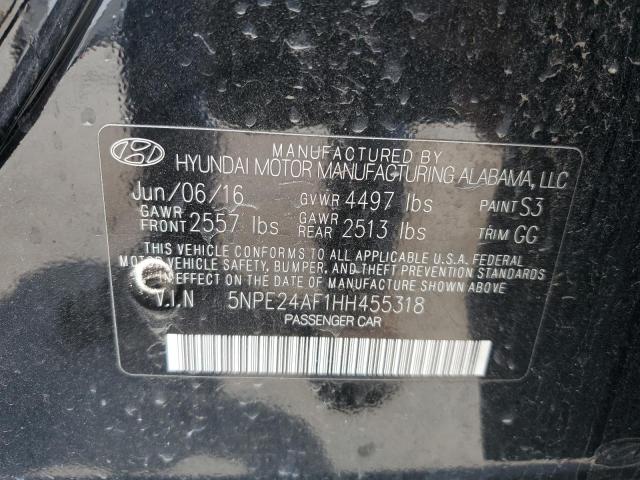 MANUFACTURED BY
HYUNDAI MOTOR MANUFACTURING ALABAMA, LLC
Jun/06/16 GVWR 4497 lbs PAINT S3
GAWR FRONT 2557 lbs GAWR REAR 2513 lbs TRIM GG
THIS VEHICLE CONFORMS TO ALL APPLICABLE U.S.A. FEDERAL
MOTOR VEHICLE SAFETY, BUMPER, AND THEFT PREVENTION STANDARDS
IN EFFECT ON THE DATE OF MANUFACTURE SHOWN ABOVE.
V.I.N 5NPE24AF1HH455318
PASSENGER CAR